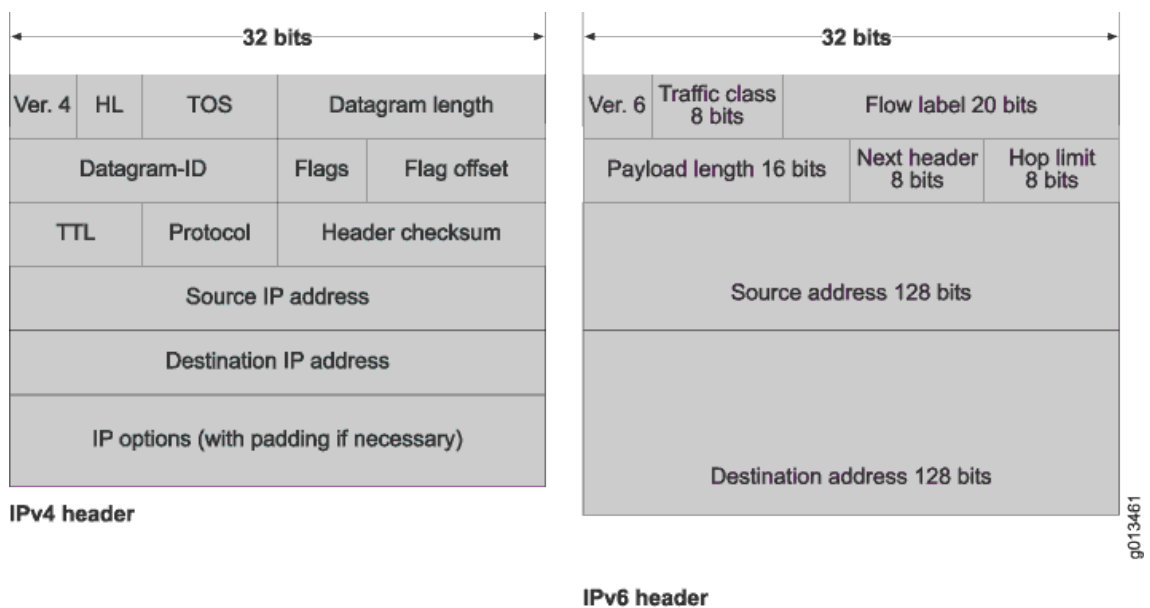 32 bits
Ver. 4 HL TOS Datagram length
Datagram-ID Flags Flag offset
TTL Protocol Header checksum
Source IP address
Destination IP address
IP options (with padding if necessary)
IPv4 header
32 bits
Ver. 6 Traffic class 8 bits Flow label 20 bits
Payload length 16 bits Next header 8 bits Hop limit 8 bits
Source address 128 bits
Destination address 128 bits
g013461
IPv6 header